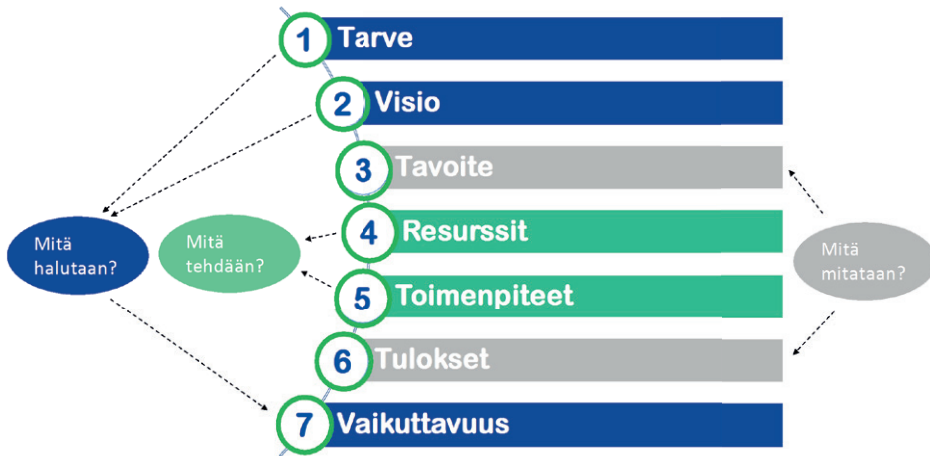 1 Tarve
2 Visio
3 Tavoite
4 Resurssit
5 Toimenpiteet
6 Tulokset
7 Vaikuttavuus
Mitä
halutaan?
Mitä
tehdään?
Mitä
mitataan?